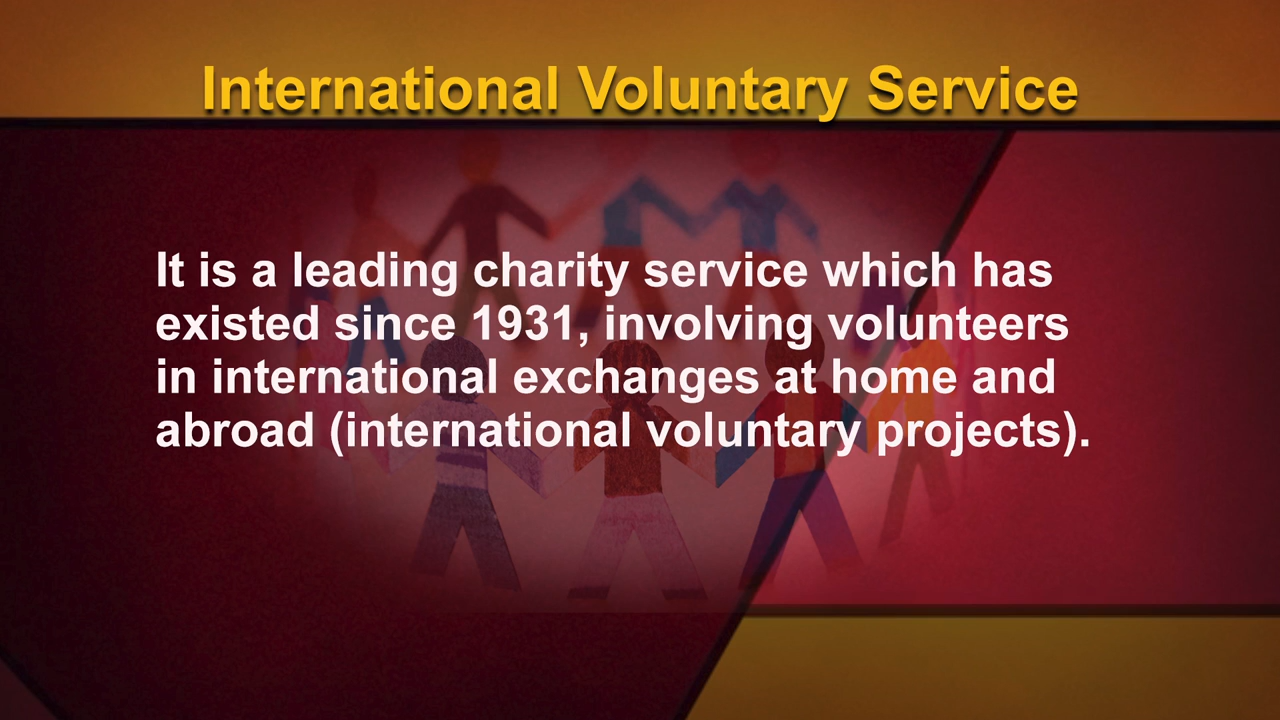 International Voluntary Service
It is a leading charity service which has
existed since 1931, involving volunteers
in international exchanges at home and
abroad (international voluntary projects).